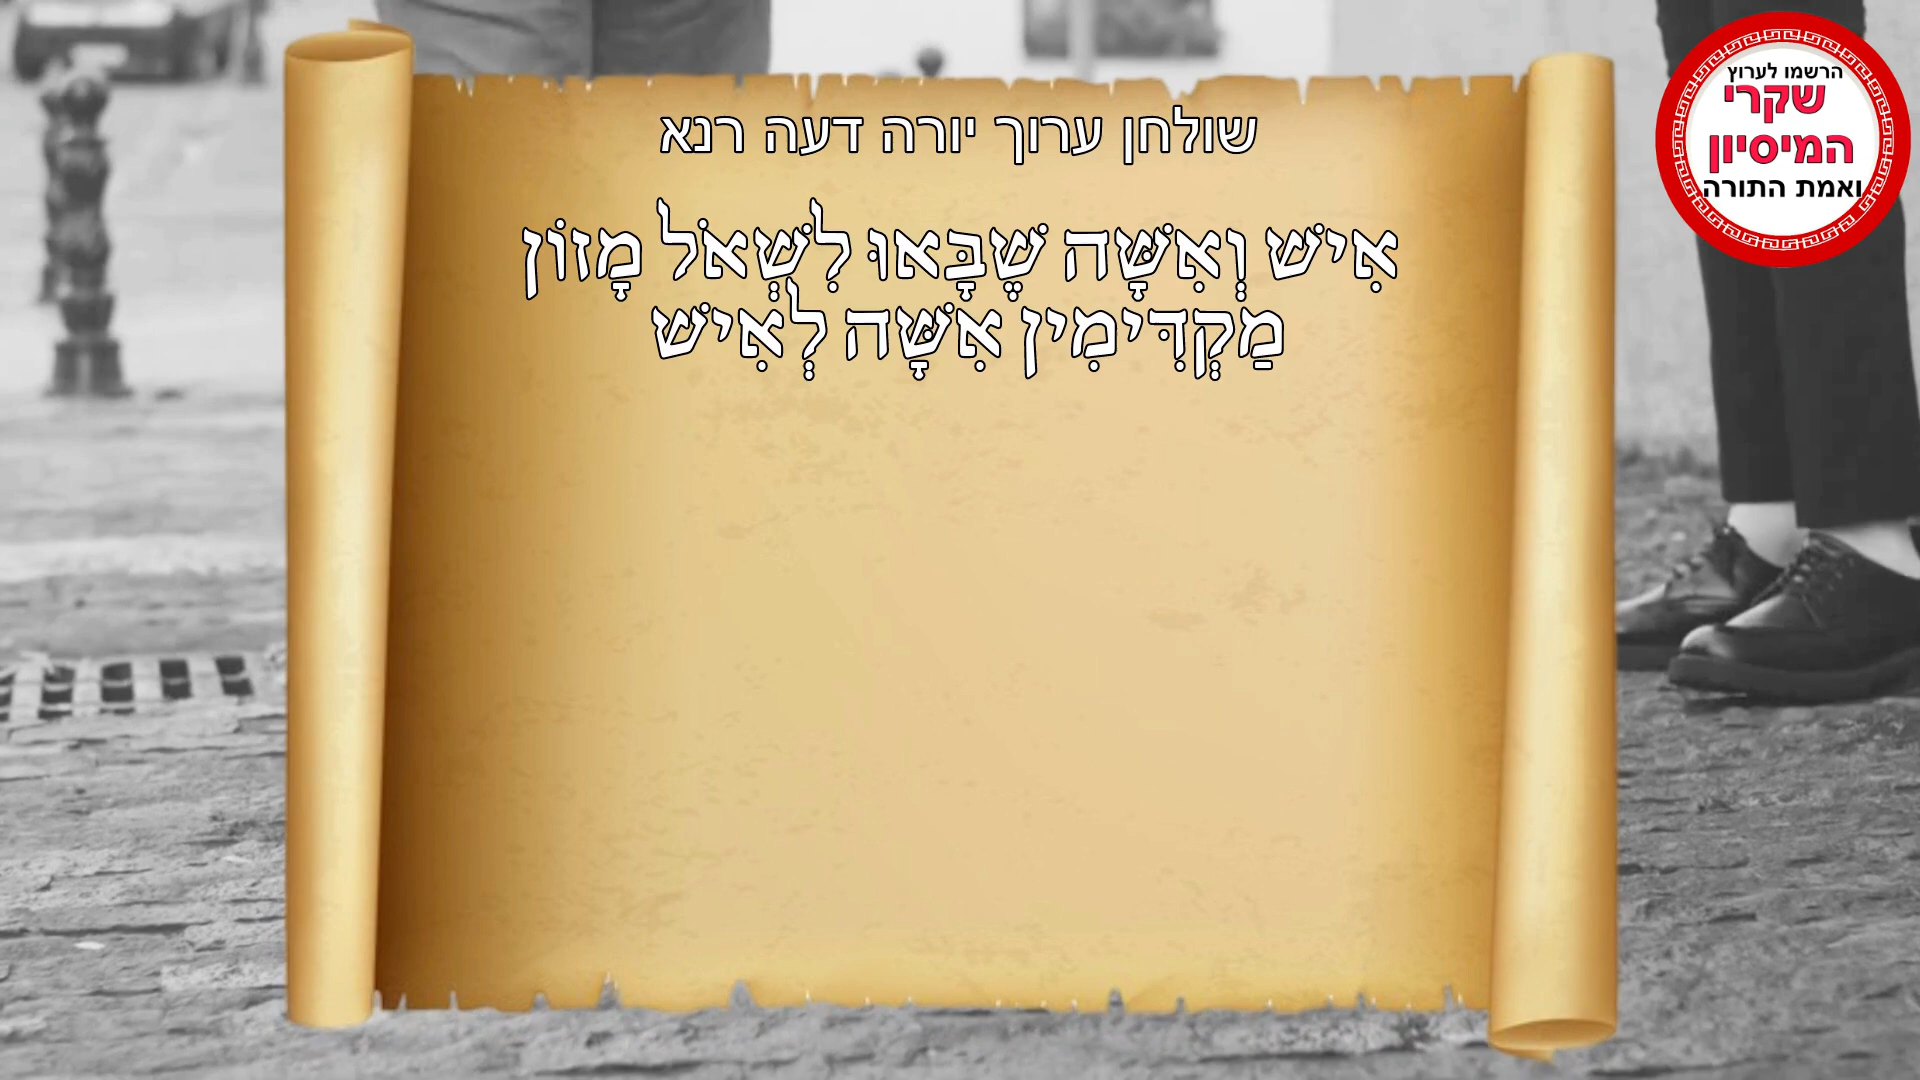 שולחן ערוך יורה דעה רנא
אִישׁ וְאִשָּׁה שֶׁבָּאוּ לִשְׁאֹל מָזוֹן
מַקְדִּימִין אִשָּׁה לְאִישׁ
הרשמו לערוץ
שקרי
המיסיון
ואמת התורה